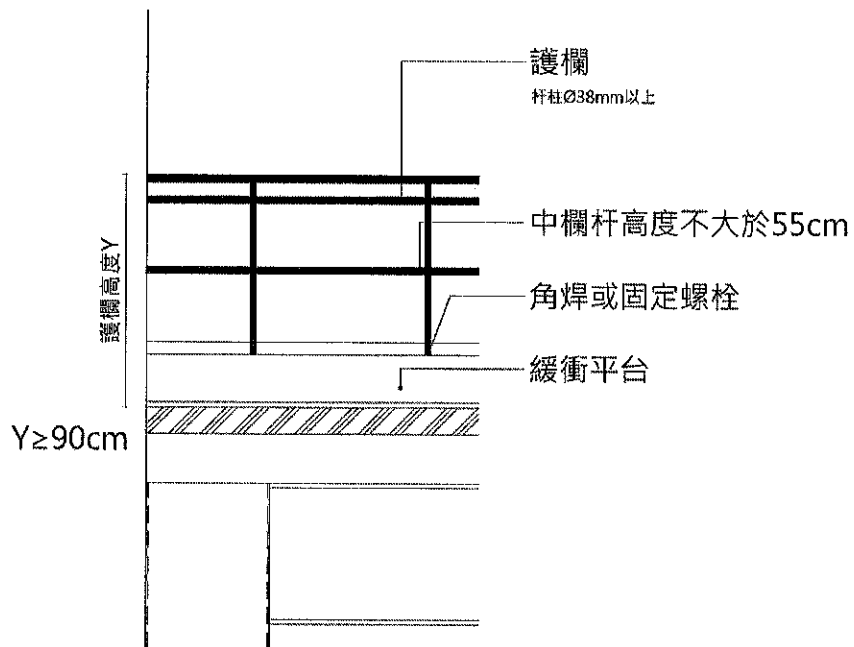 護欄
杆柱Ø38mm以上
中欄杆高度不大於55cm
角焊或固定螺栓
緩衝平台
護欄高度Y
Y≥90cm